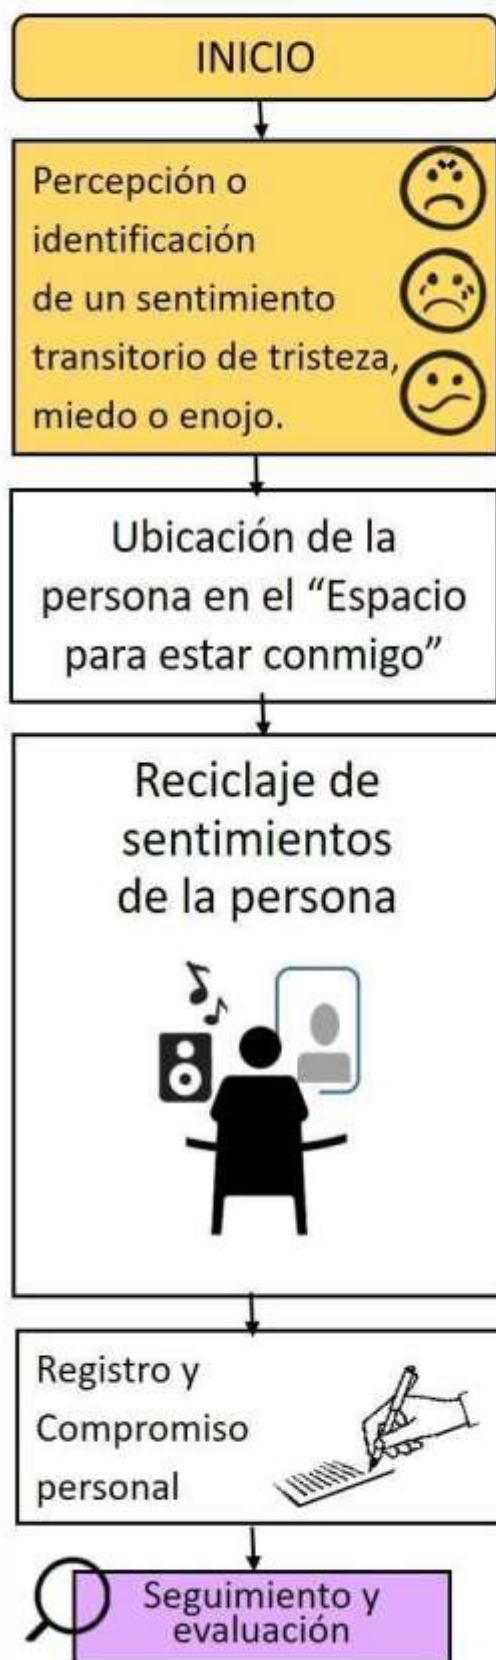 INICIO
Percepción o
identificación
de un sentimiento
transitorio de tristeza,
miedo o enojo.
Ubicación de la
persona en el “Espacio
para estar conmigo”
Reciclaje de
sentimientos
de la persona
Registro y
Compromiso
personal
Seguimiento y
evaluación